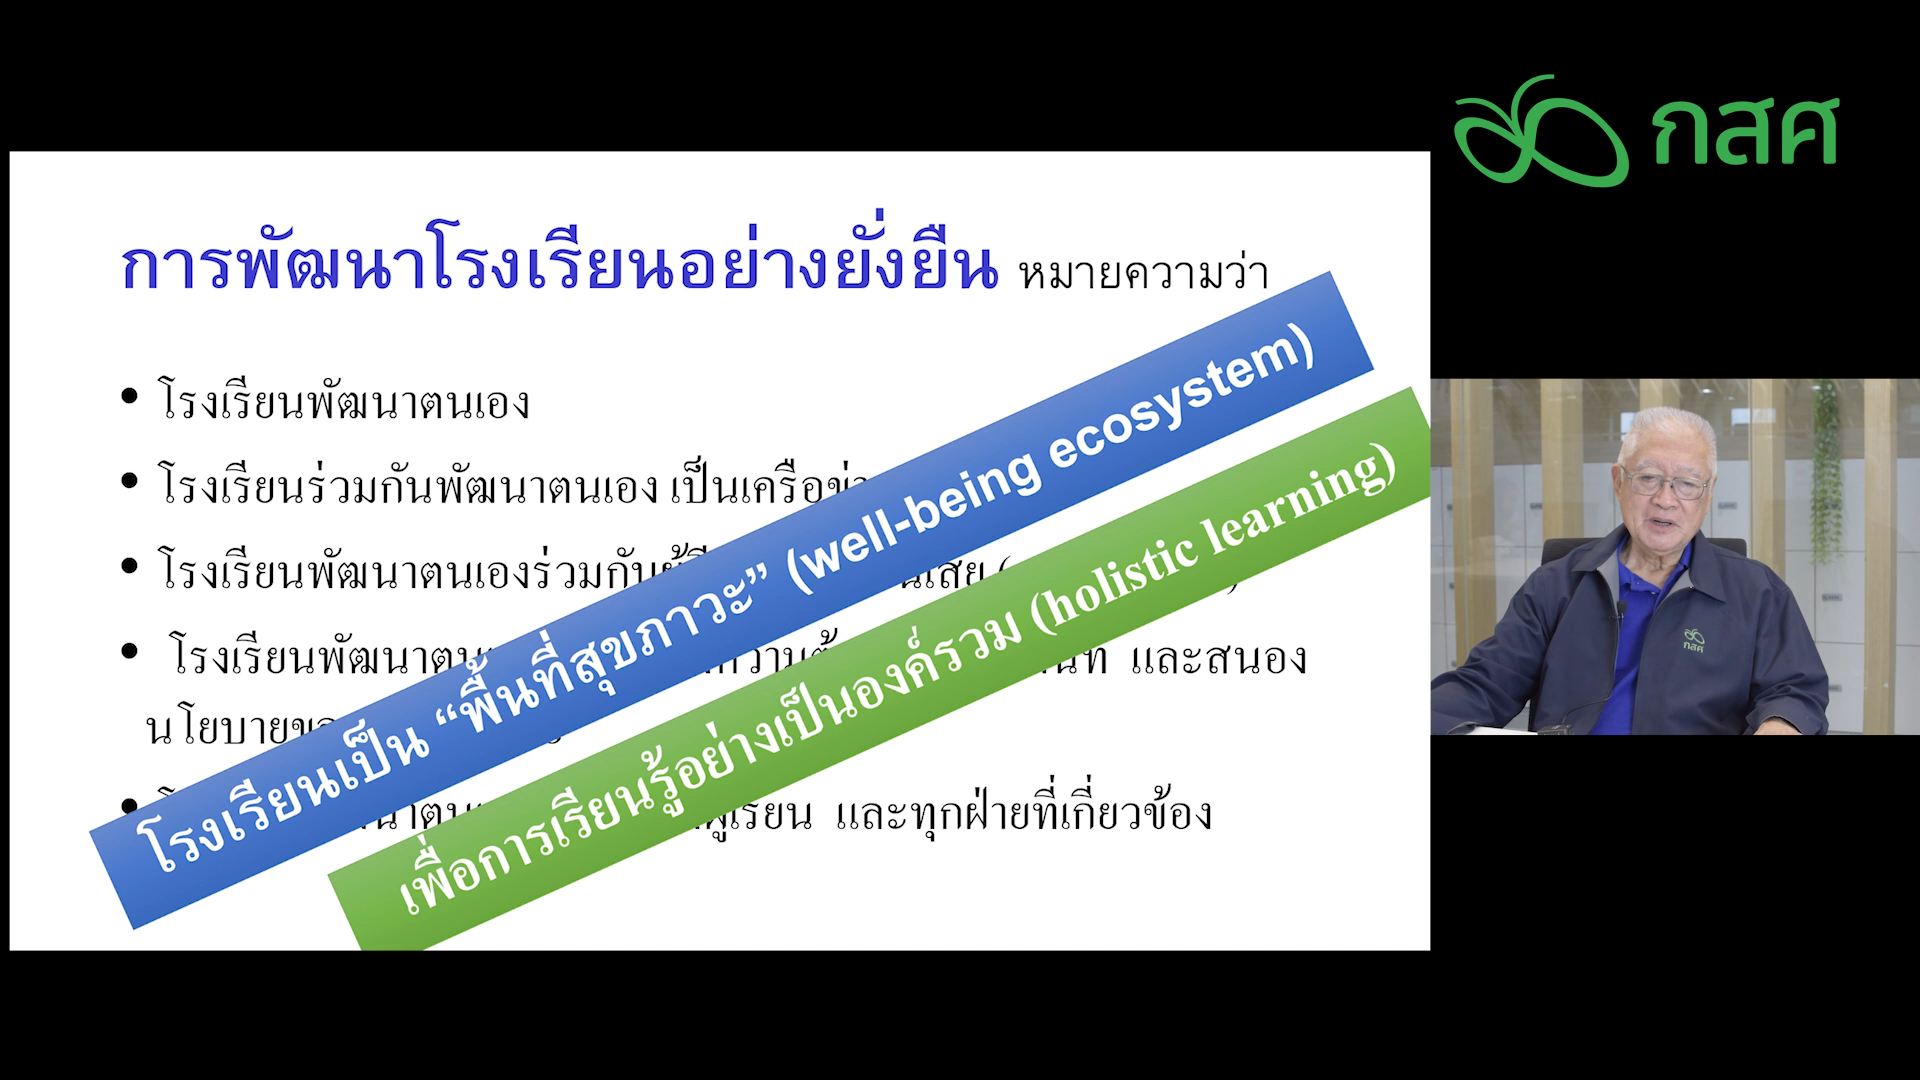 กสศ
การพัฒนาโรงเรียนอย่างยั่งยืน หมายความว่า
• โรงเรียนพัฒนาตนเอง
• โรงเรียนร่วมกันพัฒนาตนเอง เป็นเครือข่า
• โรงเรียนพัฒนาตนเองร่วมกับผู้
• โรงเรียนพัฒนาตน และสนอง
นโยบายข
• ผู้เรียน และทุกฝ่ายที่เกี่ยวข้อง
โรงเรียนเป็น “พื้นที่สุขภาวะ” (well-being ecosystem)
เพื่อการเรียนรู้อย่างเป็นองค์รวม (holistic learning)
กสศ